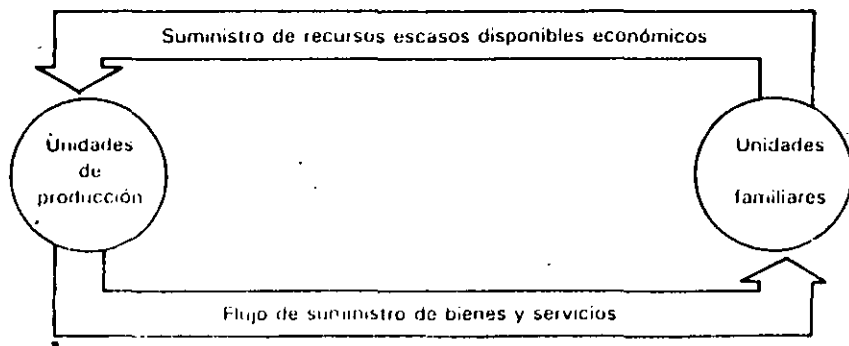 Suministro de recursos escasos disponibles económicos
Unidades
de
producción
Unidades
familiares
Flujo de suministro de bienes y servicios